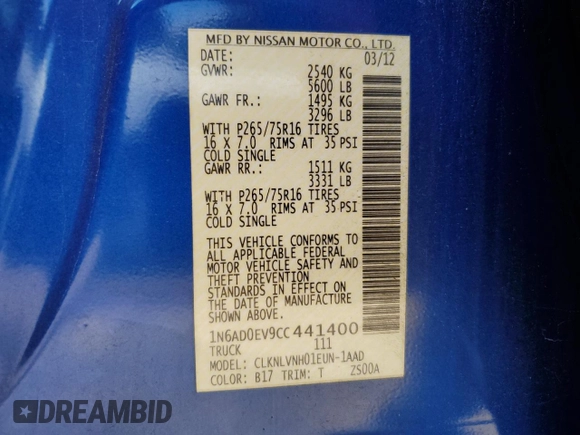 MFD BY NISSAN MOTOR CO., LTD.
DATE: 03/12
GVWR: 2540 KG
5600 LB
GAWR FR.: 1495 KG
3296 LB
WITH P265/75R16 TIRES
16 X 7.0 RIMS AT 35 PSI
COLD SINGLE
GAWR RR.: 1511 KG
3331 LB
WITH P265/75R16 TIRES
16 X 7.0 RIMS AT 35 PSI
COLD SINGLE
THIS VEHICLE CONFORMS TO
ALL APPLICABLE FEDERAL
MOTOR VEHICLE SAFETY AND
THEFT PREVENTION
STANDARDS IN EFFECT ON
THE DATE OF MANUFACTURE
SHOWN ABOVE.
1N6AD0EV9CC441400
TRUCK 111
MODEL: CLKNLVNH01EUN-1AAD
COLOR: B17 TRIM: T ZS00A
DREAMBID